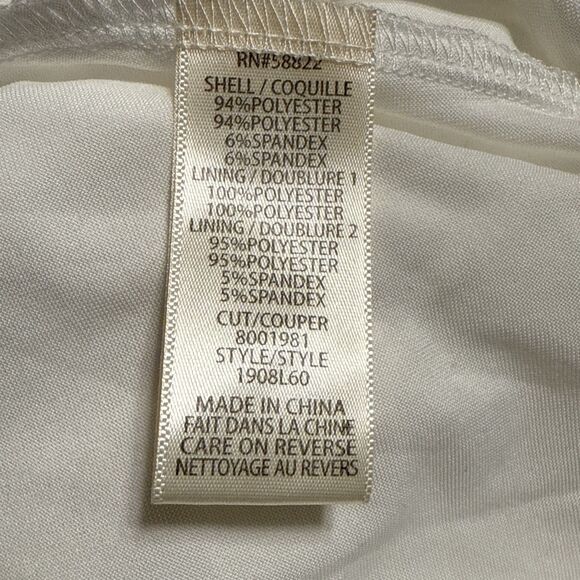 RN#58822
SHELL / COQUILLE
94%POLYESTER
94%POLYESTER
6%SPANDEX
6%SPANDEX
LINING / DOUBLURE 1
100%POLYESTER
100%POLYESTER
LINING / DOUBLURE 2
95%POLYESTER
95%POLYESTER
5%SPANDEX
5%SPANDEX
CUT/COUPER
8001981
STYLE/STYLE
1908L60
MADE IN CHINA
FAIT DANS LA CHINE
CARE ON REVERSE
NETTOYAGE AU REVERS